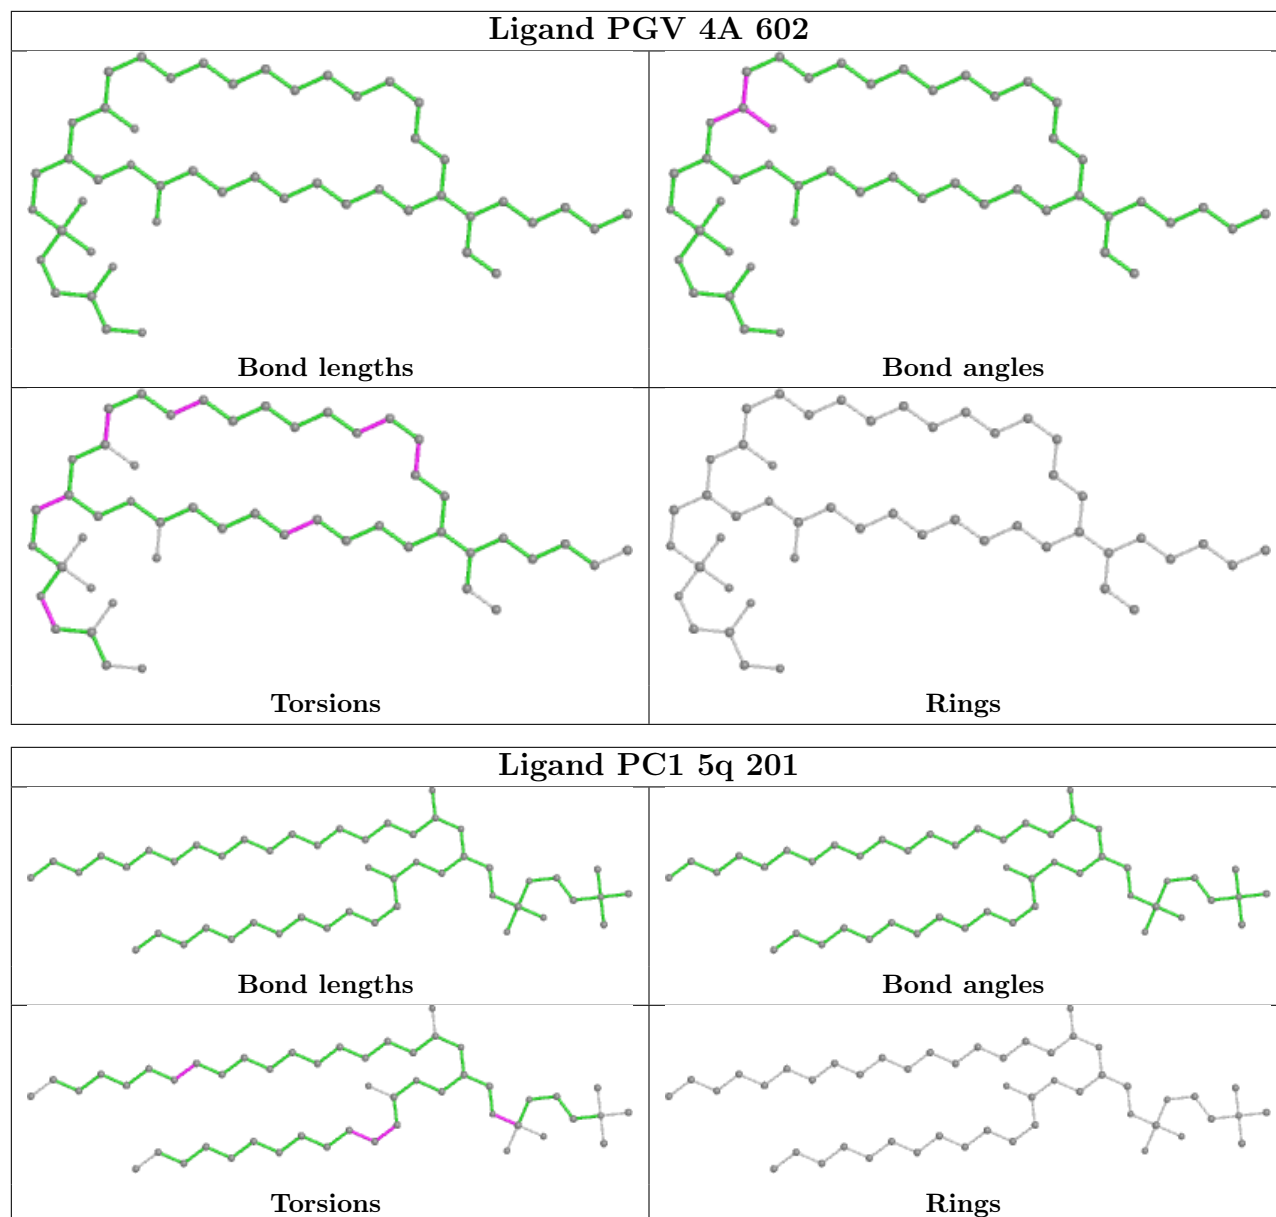 Ligand PGV 4A 602
Bond lengths
Bond angles
Torsions
Rings
Ligand PC1 5q 201
Bond lengths
Bond angles
Torsions
Rings